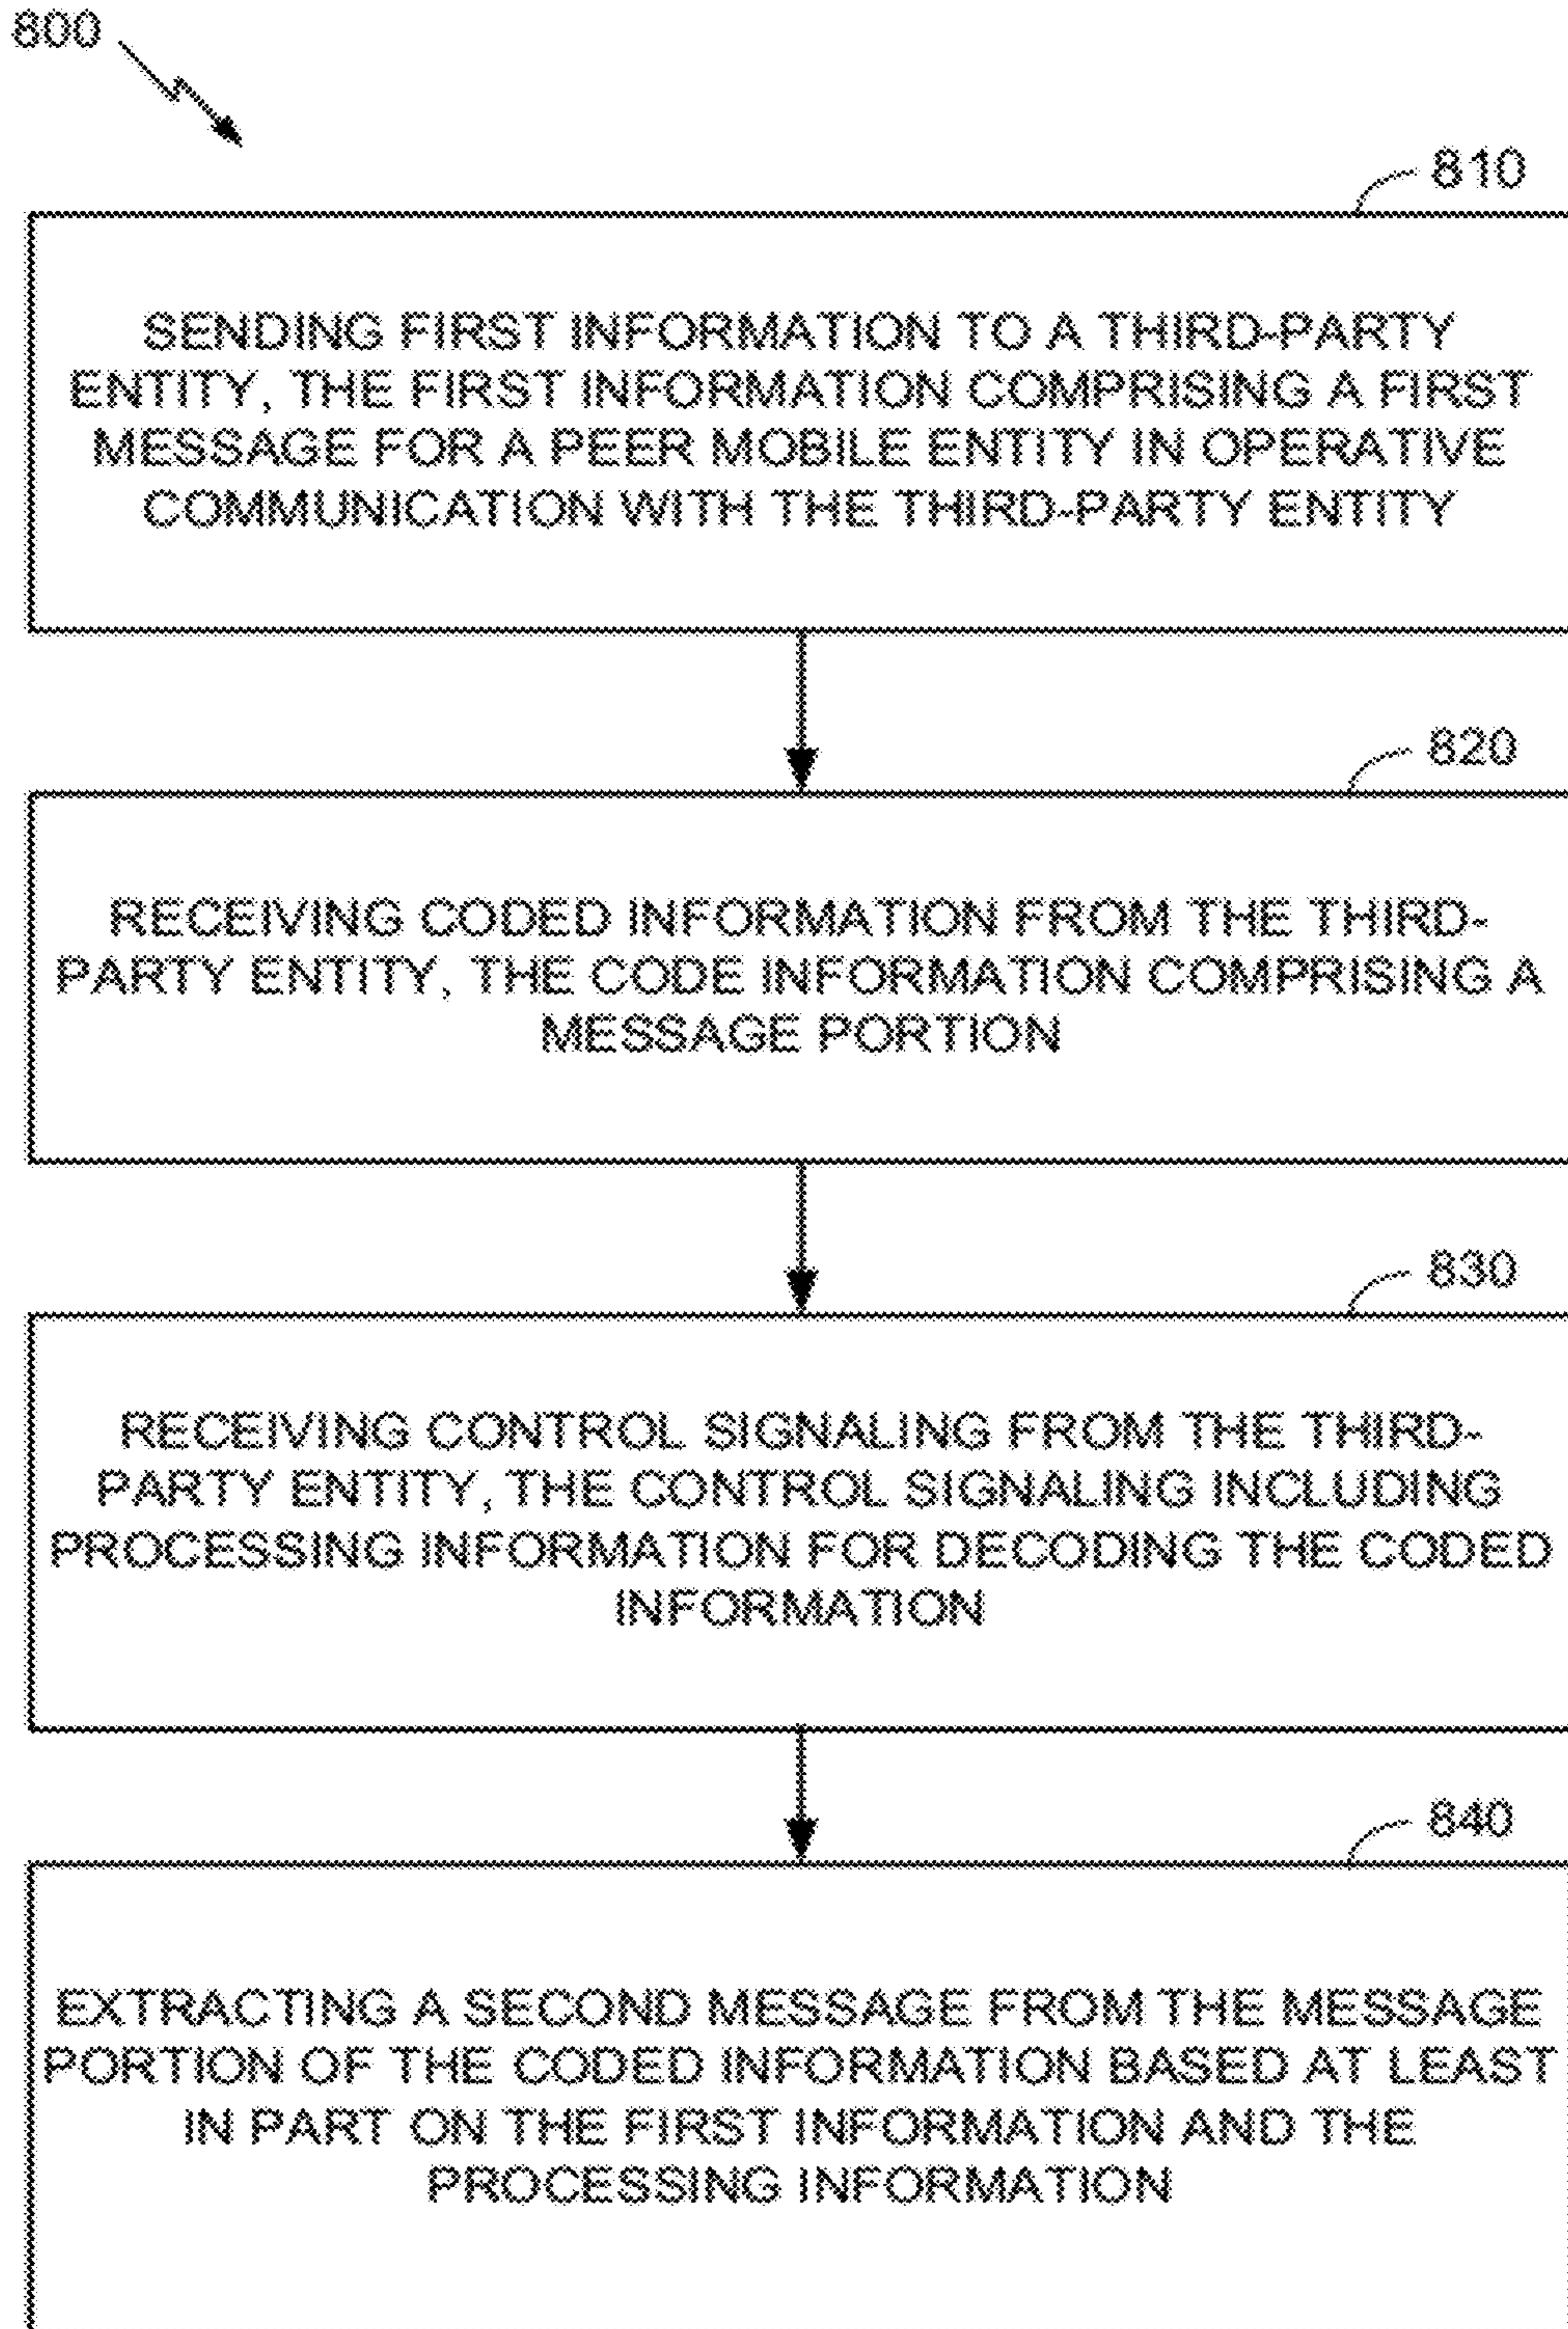 800
810
SENDING FIRST INFORMATION TO A THIRD-PARTY
ENTITY, THE FIRST INFORMATION COMPRISING A FIRST
MESSAGE FOR A PEER MOBILE ENTITY IN OPERATIVE
COMMUNICATION WITH THE THIRD-PARTY ENTITY
820
RECEIVING CODED INFORMATION FROM THE THIRD-
PARTY ENTITY, THE CODE INFORMATION COMPRISING A
MESSAGE PORTION
830
RECEIVING CONTROL SIGNALING FROM THE THIRD-
PARTY ENTITY, THE CONTROL SIGNALING INCLUDING
PROCESSING INFORMATION FOR DECODING THE CODED
INFORMATION
840
EXTRACTING A SECOND MESSAGE FROM THE MESSAGE
PORTION OF THE CODED INFORMATION BASED AT LEAST
IN PART ON THE FIRST INFORMATION AND THE
PROCESSING INFORMATION